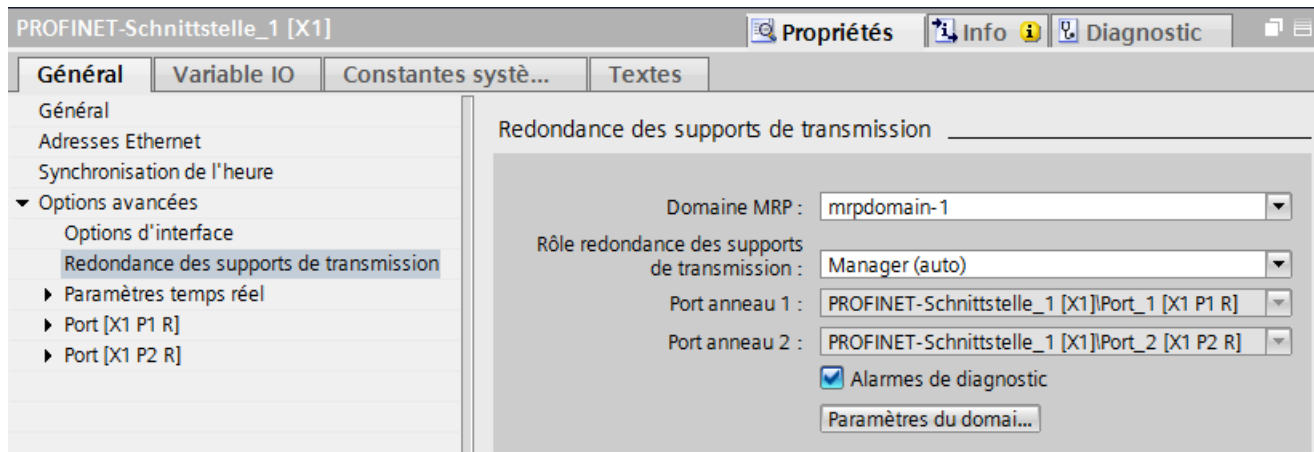 PROFINET-Schnittstelle_1 [X1]
Propriétés
Info
Diagnostic
Général
Variable IO
Constantes systè...
Textes
Général
Adresses Ethernet
Synchronisation de l'heure
Options avancées
Options d'interface
Redondance des supports de transmission
Paramètres temps réel
Port [X1 P1 R]
Port [X1 P2 R]
Redondance des supports de transmission
Domaine MRP : mrpdomain-1
Rôle redondance des supports
de transmission : Manager (auto)
Port anneau 1 : PROFINET-Schnittstelle_1 [X1]\Port_1 [X1 P1 R]
Port anneau 2 : PROFINET-Schnittstelle_1 [X1]\Port_2 [X1 P2 R]
Alarmes de diagnostic
Paramètres du domai...